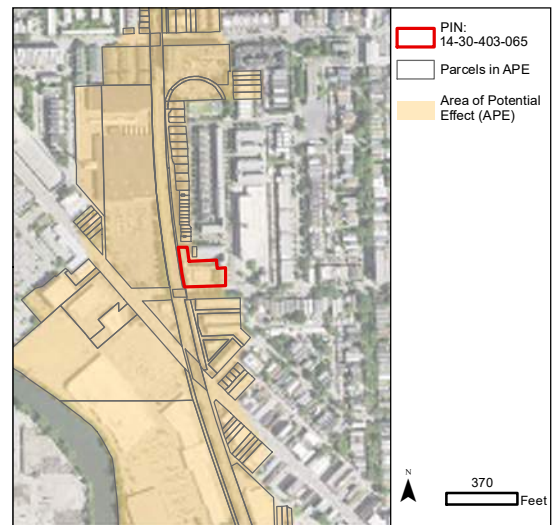 PIN:
14-30-403-065
Parcels in APE
Area of Potential
Effect (APE)
N
370
Feet